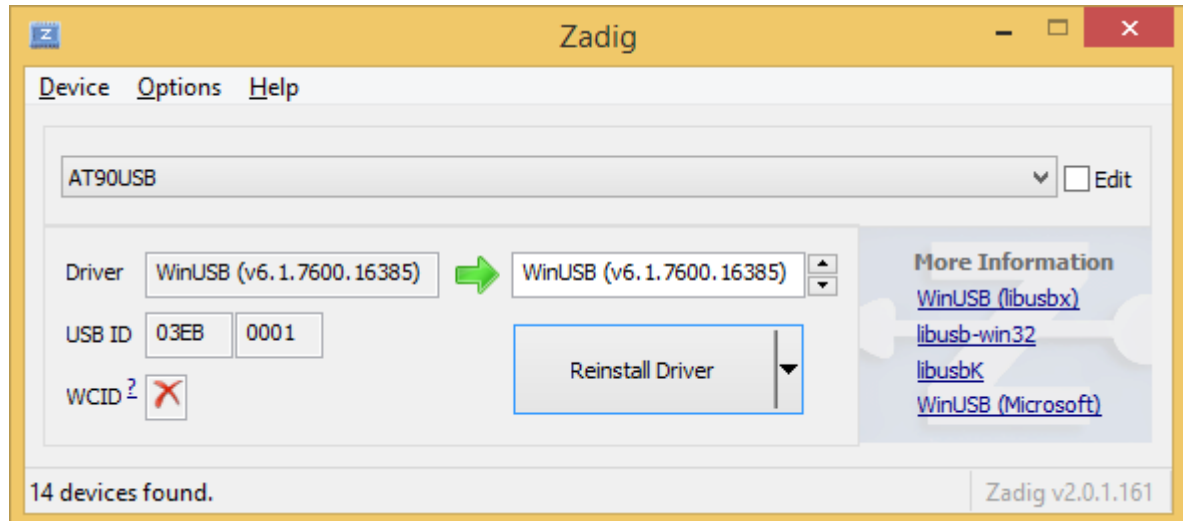 Zadig
Device Options Help
AT90USB
Edit
Driver WinUSB (v6.1.7600.16385) WinUSB (v6.1.7600.16385)
USB ID 03EB 0001
WCID ?
Reinstall Driver
More Information
WinUSB (libusbx)
libusb-win32
libusbK
WinUSB (Microsoft)
14 devices found.
Zadig v2.0.1.161